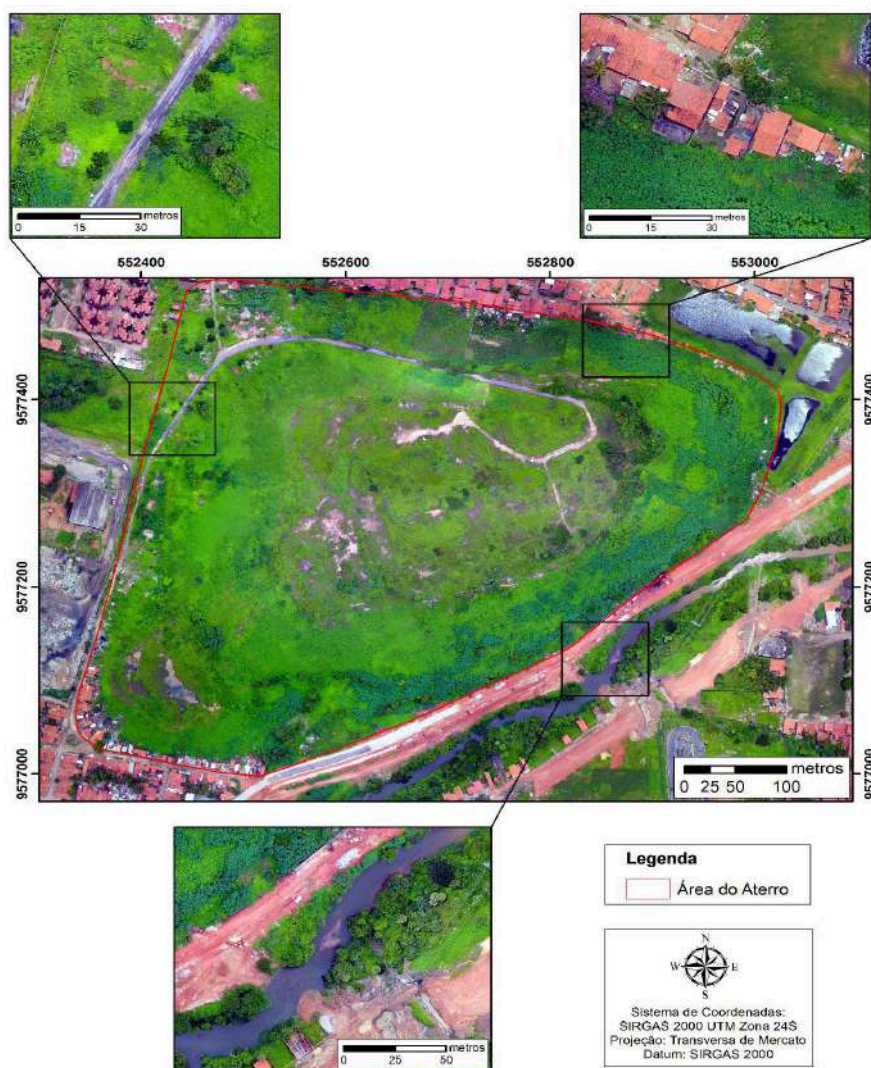 metros
0 15 30
metros
0 15 30
552400 552600 552800 553000
9577400
9577400
9577200
9577200
9577000
9577000
metros
0 25 50 100
metros
0 25 50
Legenda
Área do Aterro
N
W E
S
Sistema de Coordenadas:
SIRGAS 2000 UTM Zona 24S
Projeção: Transversa de Mercato
Datum: SIRGAS 2000